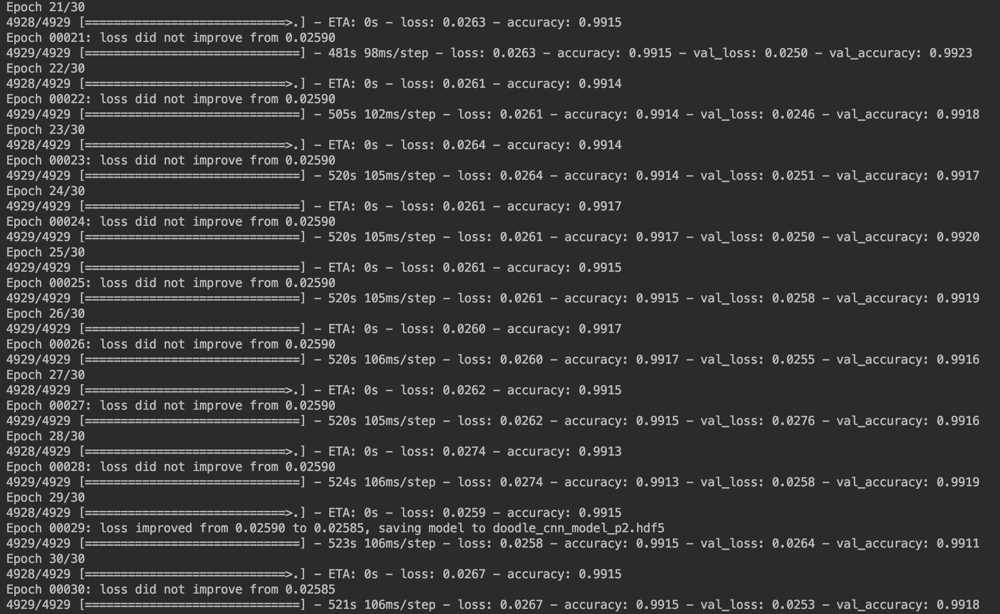 Epoch 21/30
4928/4929 [============================>.] - ETA: 0s - loss: 0.0263 - accuracy: 0.9915
Epoch 00021: loss did not improve from 0.02590
4929/4929 [==============================] - 481s 98ms/step - loss: 0.0263 - accuracy: 0.9915 - val_loss: 0.0250 - val_accuracy: 0.9923
Epoch 22/30
4928/4929 [============================>.] - ETA: 0s - loss: 0.0261 - accuracy: 0.9914
Epoch 00022: loss did not improve from 0.02590
4929/4929 [==============================] - 505s 102ms/step - loss: 0.0261 - accuracy: 0.9914 - val_loss: 0.0246 - val_accuracy: 0.9918
Epoch 23/30
4928/4929 [============================>.] - ETA: 0s - loss: 0.0264 - accuracy: 0.9914
Epoch 00023: loss did not improve from 0.02590
4929/4929 [==============================] - 520s 105ms/step - loss: 0.0264 - accuracy: 0.9914 - val_loss: 0.0251 - val_accuracy: 0.9917
Epoch 24/30
4929/4929 [==============================] - ETA: 0s - loss: 0.0261 - accuracy: 0.9917
Epoch 00024: loss did not improve from 0.02590
4929/4929 [==============================] - 520s 105ms/step - loss: 0.0261 - accuracy: 0.9917 - val_loss: 0.0250 - val_accuracy: 0.9920
Epoch 25/30
4929/4929 [==============================] - ETA: 0s - loss: 0.0261 - accuracy: 0.9915
Epoch 00025: loss did not improve from 0.02590
4929/4929 [==============================] - 520s 105ms/step - loss: 0.0261 - accuracy: 0.9915 - val_loss: 0.0258 - val_accuracy: 0.9919
Epoch 26/30
4929/4929 [==============================] - ETA: 0s - loss: 0.0260 - accuracy: 0.9917
Epoch 00026: loss did not improve from 0.02590
4929/4929 [==============================] - 520s 106ms/step - loss: 0.0260 - accuracy: 0.9917 - val_loss: 0.0255 - val_accuracy: 0.9916
Epoch 27/30
4928/4929 [============================>.] - ETA: 0s - loss: 0.0262 - accuracy: 0.9915
Epoch 00027: loss did not improve from 0.02590
4929/4929 [==============================] - 520s 105ms/step - loss: 0.0262 - accuracy: 0.9915 - val_loss: 0.0276 - val_accuracy: 0.9916
Epoch 28/30
4928/4929 [============================>.] - ETA: 0s - loss: 0.0274 - accuracy: 0.9913
Epoch 00028: loss did not improve from 0.02590
4929/4929 [==============================] - 524s 106ms/step - loss: 0.0274 - accuracy: 0.9913 - val_loss: 0.0258 - val_accuracy: 0.9919
Epoch 29/30
4928/4929 [============================>.] - ETA: 0s - loss: 0.0259 - accuracy: 0.9915
Epoch 00029: loss improved from 0.02590 to 0.02585, saving model to doodle_cnn_model_p2.hdf5
4929/4929 [==============================] - 523s 106ms/step - loss: 0.0258 - accuracy: 0.9915 - val_loss: 0.0264 - val_accuracy: 0.9911
Epoch 30/30
4928/4929 [============================>.] - ETA: 0s - loss: 0.0267 - accuracy: 0.9915
Epoch 00030: loss did not improve from 0.02585
4929/4929 [==============================] - 521s 106ms/step - loss: 0.0267 - accuracy: 0.9915 - val_loss: 0.0253 - val_accuracy: 0.9918